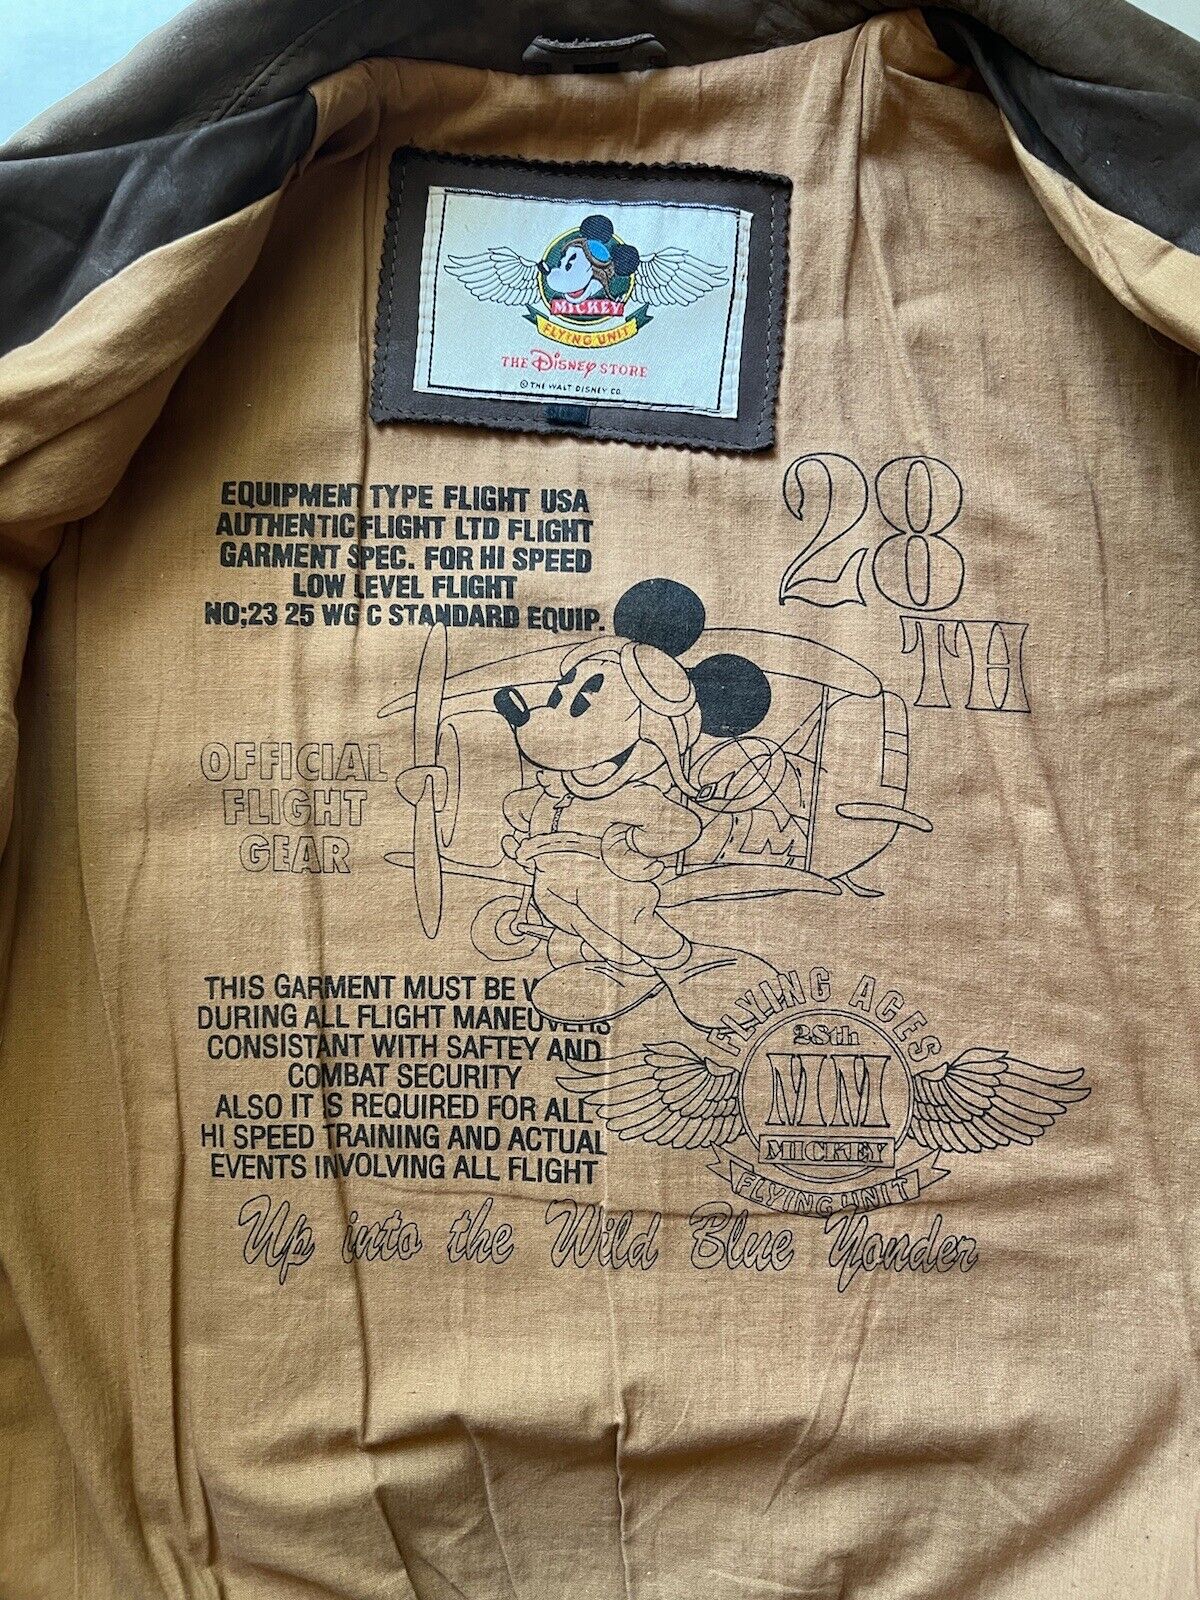 MICKEY
FLYING UNIT
THE DISNEY STORE
© THE WALT DISNEY CO.
EQUIPMENT TYPE FLIGHT USA
AUTHENTIC FLIGHT LTD FLIGHT
GARMENT SPEC. FOR HI SPEED
LOW LEVEL FLIGHT
NO;23 25 WG C STANDARD EQUIP.
28
TH
OFFICIAL
FLIGHT
GEAR
M
THIS GARMENT MUST BE
DURING ALL FLIGHT MANEUVERS
CONSISTANT WITH SAFTEY AND
COMBAT SECURITY
ALSO IT IS REQUIRED FOR ALL
HI SPEED TRAINING AND ACTUAL
EVENTS INVOLVING ALL FLIGHT
FLYING ACES
28th
MM
MICKEY
FLYING UNIT
Up into the Wild Blue Yonder